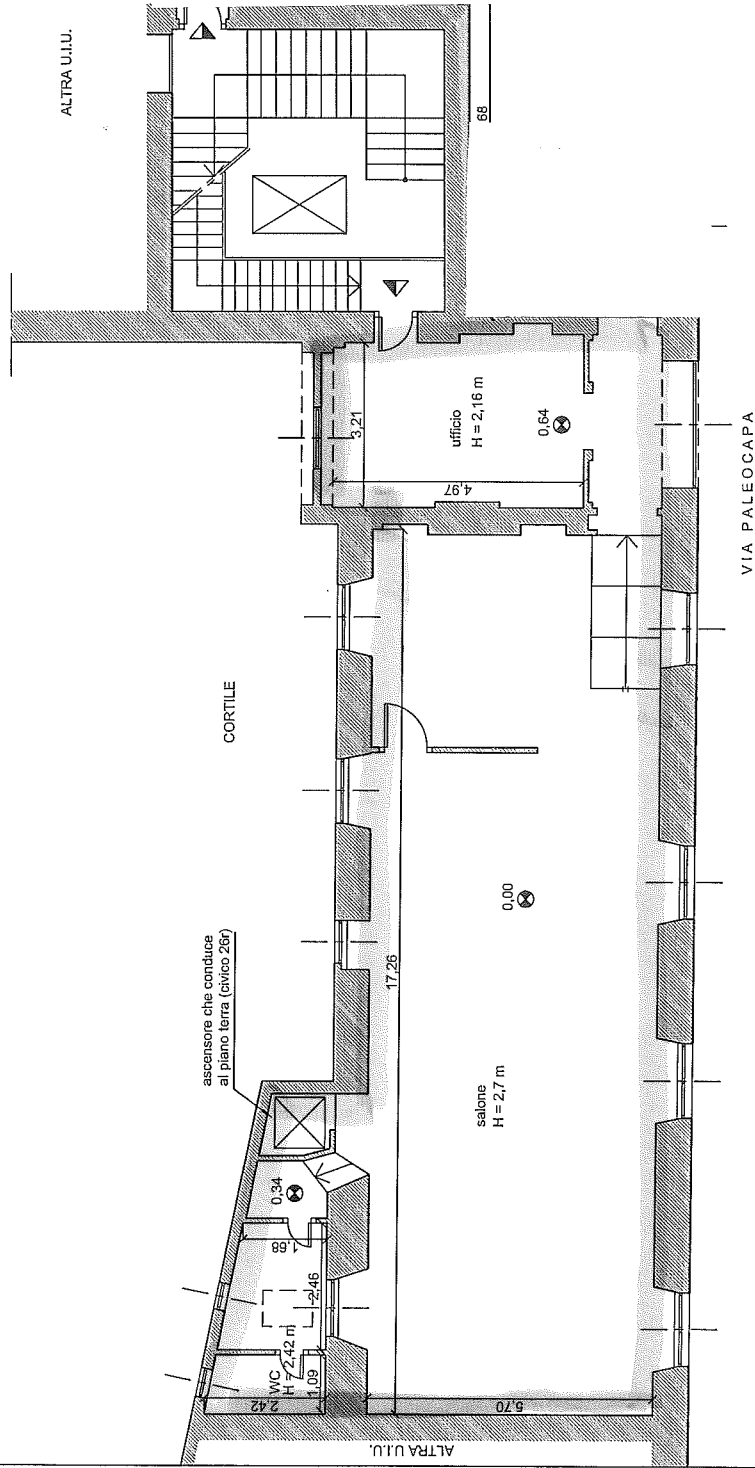 ALTRA U.I.U.
68
CORTILE
3,21
ufficio
H = 2,16 m
4,97
0,64
VIA PALEOCAPA
ascensore che conduce
al piano terra (civico 26r)
17,26
0,00
salone
H = 2,7 m
0,34
1,68
2,46
WC
H = 2,42 m
1,09
2,42
5,70
ALTRA U.I.U.